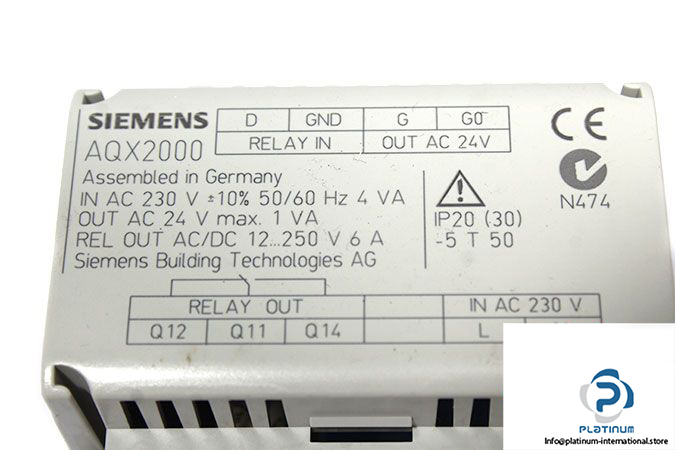 SIEMENS
AQX2000
D GND G G0
RELAY IN OUT AC 24V
Assembled in Germany
IN AC 230 V ±10% 50/60 Hz 4 VA
OUT AC 24 V max. 1 VA
REL OUT AC/DC 12...250 V 6 A
Siemens Building Technologies AG
IP20 (30)
-5 T 50
CE
N474
RELAY OUT IN AC 230 V
Q12 Q11 Q14 L
PLATINUM
Info@platinum-international.store